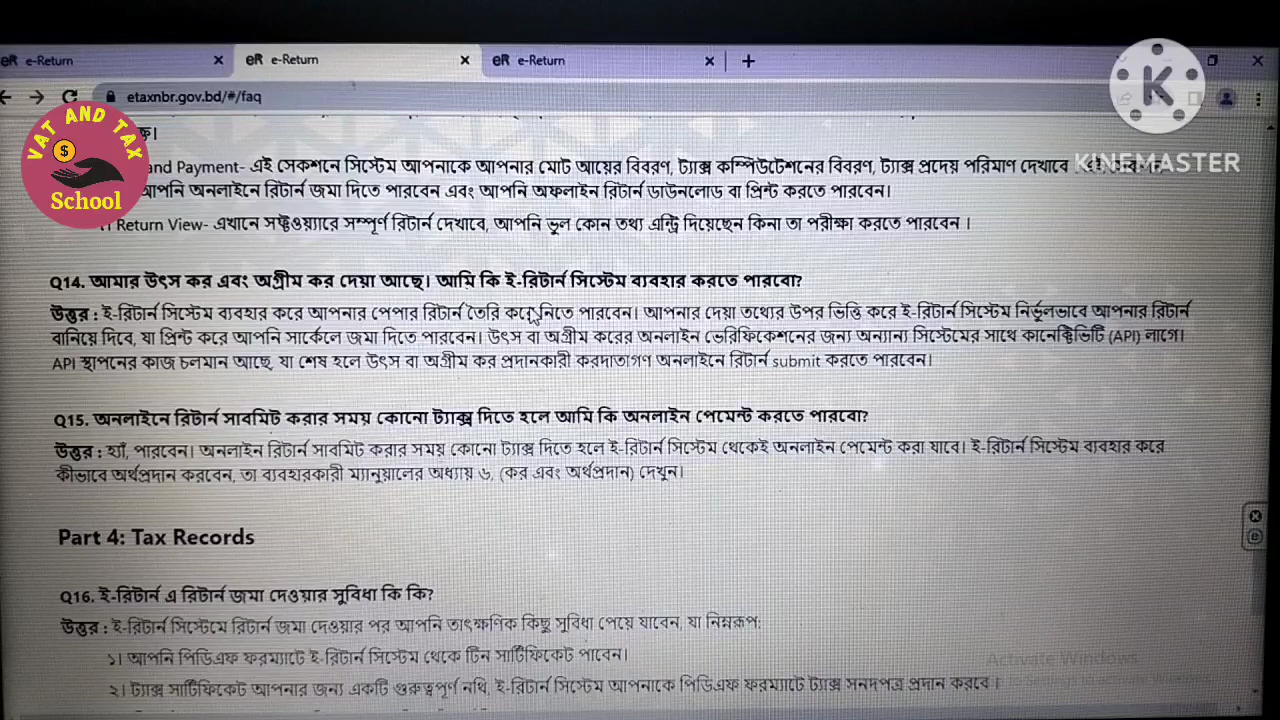 eR e-Return
eR e-Return
eR e-Return
etaxnbr.gov.bd/#/faq
VAT AND TAX
School
KINEMASTER
and Payment- এই সেকশনে সিস্টেম আপনাকে আপনার মোট আয়ের বিবরণ, ট্যাক্স কম্পিউটেশনের বিবরণ, ট্যাক্স প্রদেয় পরিমাণ দেখাবে
আপনি অনলাইনে রিটার্ন জমা দিতে পারবেন এবং আপনি অফলাইন রিটার্ন ডাউনলোড বা প্রিন্ট করতে পারবেন।
Return View- এখানে সফ্টওয়্যারে সম্পূর্ণ রিটার্ন দেখাবে, আপনি ভুল কোন তথ্য এন্ট্রি দিয়েছেন কিনা তা পরীক্ষা করতে পারবেন ।
Q14. আমার উৎস কর এবং অগ্রীম কর দেয়া আছে। আমি কি ই-রিটার্ন সিস্টেম ব্যবহার করতে পারবো?
উত্তর : ই-রিটার্ন সিস্টেম ব্যবহার করে আপনার পেপার রিটার্ন তৈরি করে নিতে পারবেন। আপনার দেয়া তথ্যের উপর ভিত্তি করে ই-রিটার্ন সিস্টেম নির্ভুলভাবে আপনার রিটার্ন
বানিয়ে দিবে, যা প্রিন্ট করে আপনি সার্কেলে জমা দিতে পারবেন। উৎস বা অগ্রীম করের অনলাইন ভেরিফিকেশনের জন্য অন্যান্য সিস্টেমের সাথে কানেক্টিভিটি (API) লাগে।
API স্থাপনের কাজ চলমান আছে, যা শেষ হলে উৎস বা অগ্রীম কর প্রদানকারী করদাতাগণ অনলাইনে রিটার্ন submit করতে পারবেন।
Q15. অনলাইনে রিটার্ন সাবমিট করার সময় কোনো ট্যাক্স দিতে হলে আমি কি অনলাইন পেমেন্ট করতে পারবো?
উত্তর : হ্যাঁ, পারবেন। অনলাইন রিটার্ন সাবমিট করার সময় কোনো ট্যাক্স দিতে হলে ই-রিটার্ন সিস্টেম থেকেই অনলাইন পেমেন্ট করা যাবে। ই-রিটার্ন সিস্টেম ব্যবহার করে
কীভাবে অর্থপ্রদান করবেন, তা ব্যবহারকারী ম্যানুয়ালের অধ্যায় ৬, (কর এবং অর্থপ্রদান) দেখুন।
Part 4: Tax Records
Q16. ই-রিটার্ন এ রিটার্ন জমা দেওয়ার সুবিধা কি কি?
উত্তর : ই-রিটার্ন সিস্টেমে রিটার্ন জমা দেওয়ার পর আপনি তাৎক্ষণিক কিছু সুবিধা পেয়ে যাবেন, যা নিম্নরূপ:
১। আপনি পিডিএফ ফরম্যাটে ই-রিটার্ন সিস্টেম থেকে টিন সার্টিফিকেট পাবেন।
Activate Windows
২। ট্যাক্স সার্টিফিকেট আপনার জন্য একটি গুরুত্বপূর্ণ নথি, ই-রিটার্ন সিস্টেম আপনাকে পিডিএফ ফরম্যাটে ট্যাক্স সনদপত্র প্রদান করবে ।